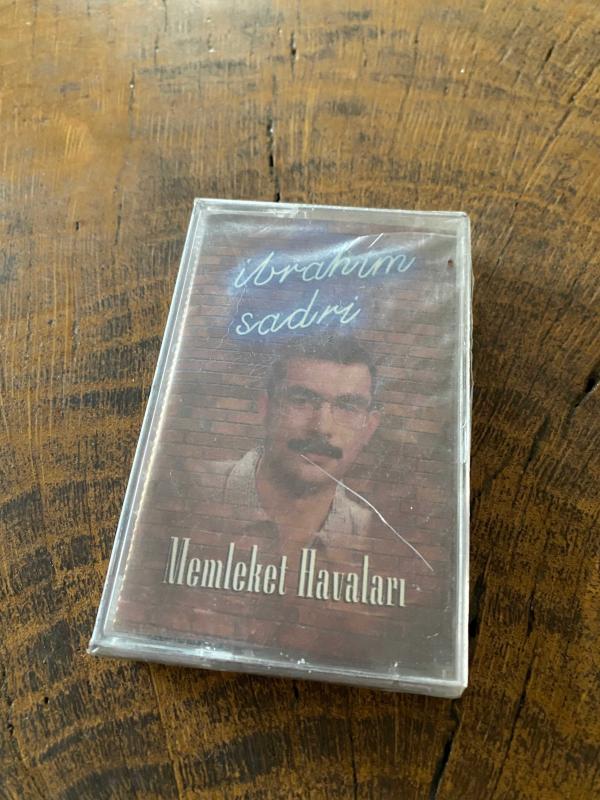 ibrahim
sadri
Memleket Havaları